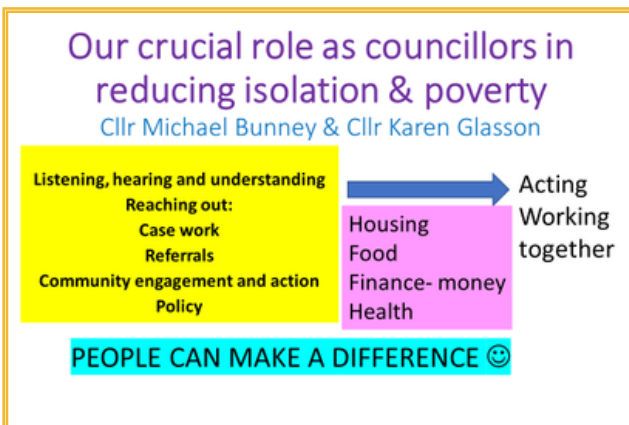 Our crucial role as councillors in
reducing isolation & poverty
Cllr Michael Bunney & Cllr Karen Glasson
Listening, hearing and understanding
Reaching out:
Case work
Referrals
Community engagement and action
Policy
Housing
Food
Finance- money
Health
Acting
Working
together
PEOPLE CAN MAKE A DIFFERENCE ☺